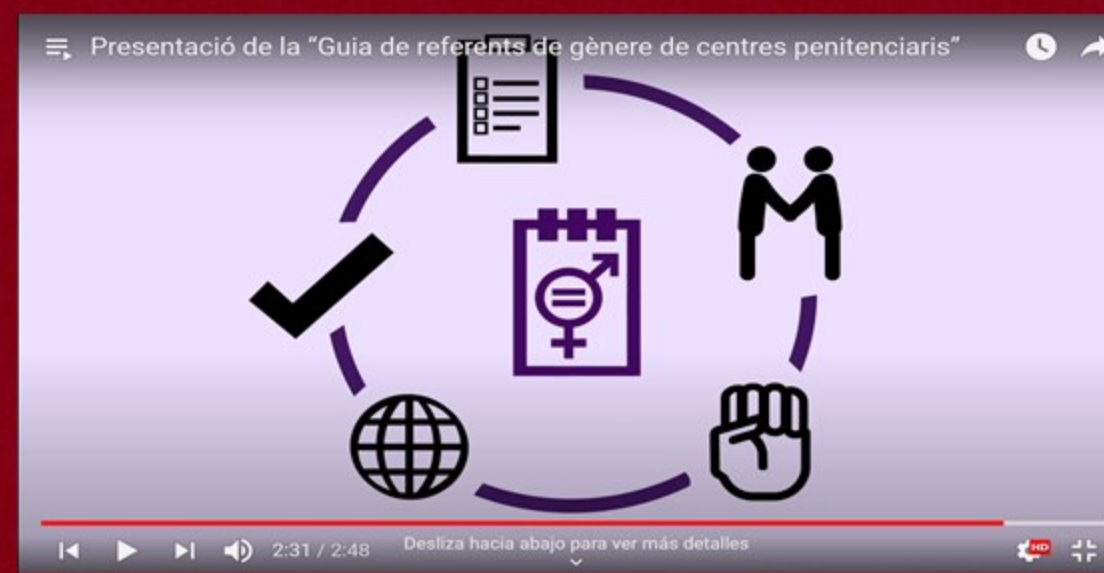 Presentació de la “Guia de referents de gènere de centres penitenciaris”
2:31 / 2:48
Desliza hacia abajo para ver más detalles
HD